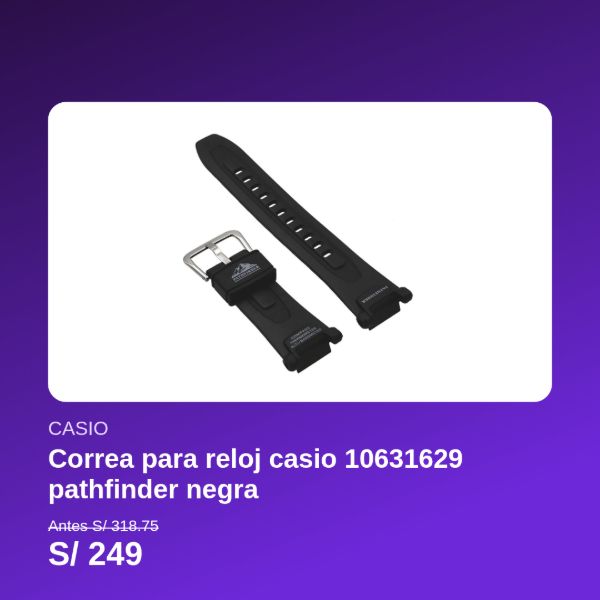 CASIO
Correa para reloj casio 10631629
pathfinder negra
Antes S/ 318.75
S/ 249